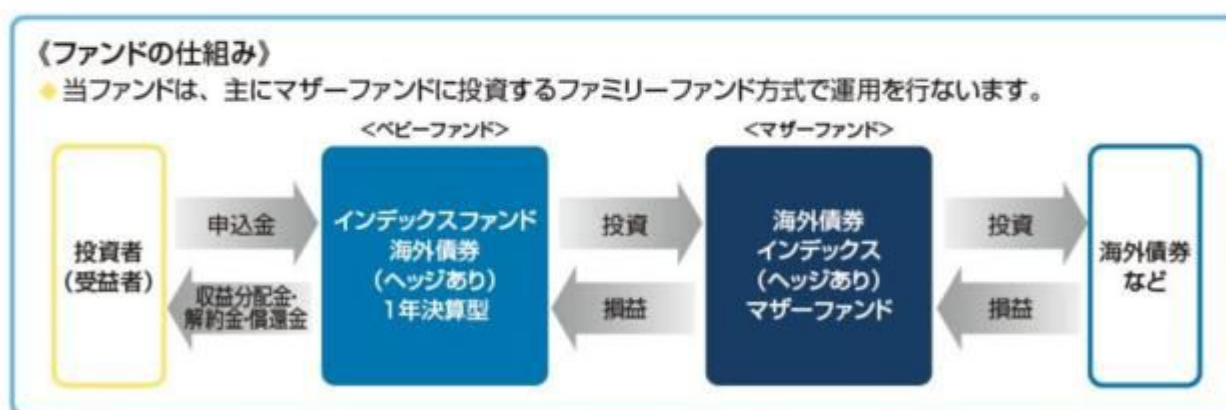 《ファンドの仕組み》
◆当ファンドは、主にマザーファンドに投資するファミリーファンド方式で運用を行ないます。
<ベビーファンド>
<マザーファンド>
投資者
(受益者)
申込金
収益分配金・
解約金・償還金
インデックスファンド
海外債券
(ヘッジあり)
1年決算型
投資
損益
海外債券
インデックス
(ヘッジあり)
マザーファンド
投資
損益
海外債券
など